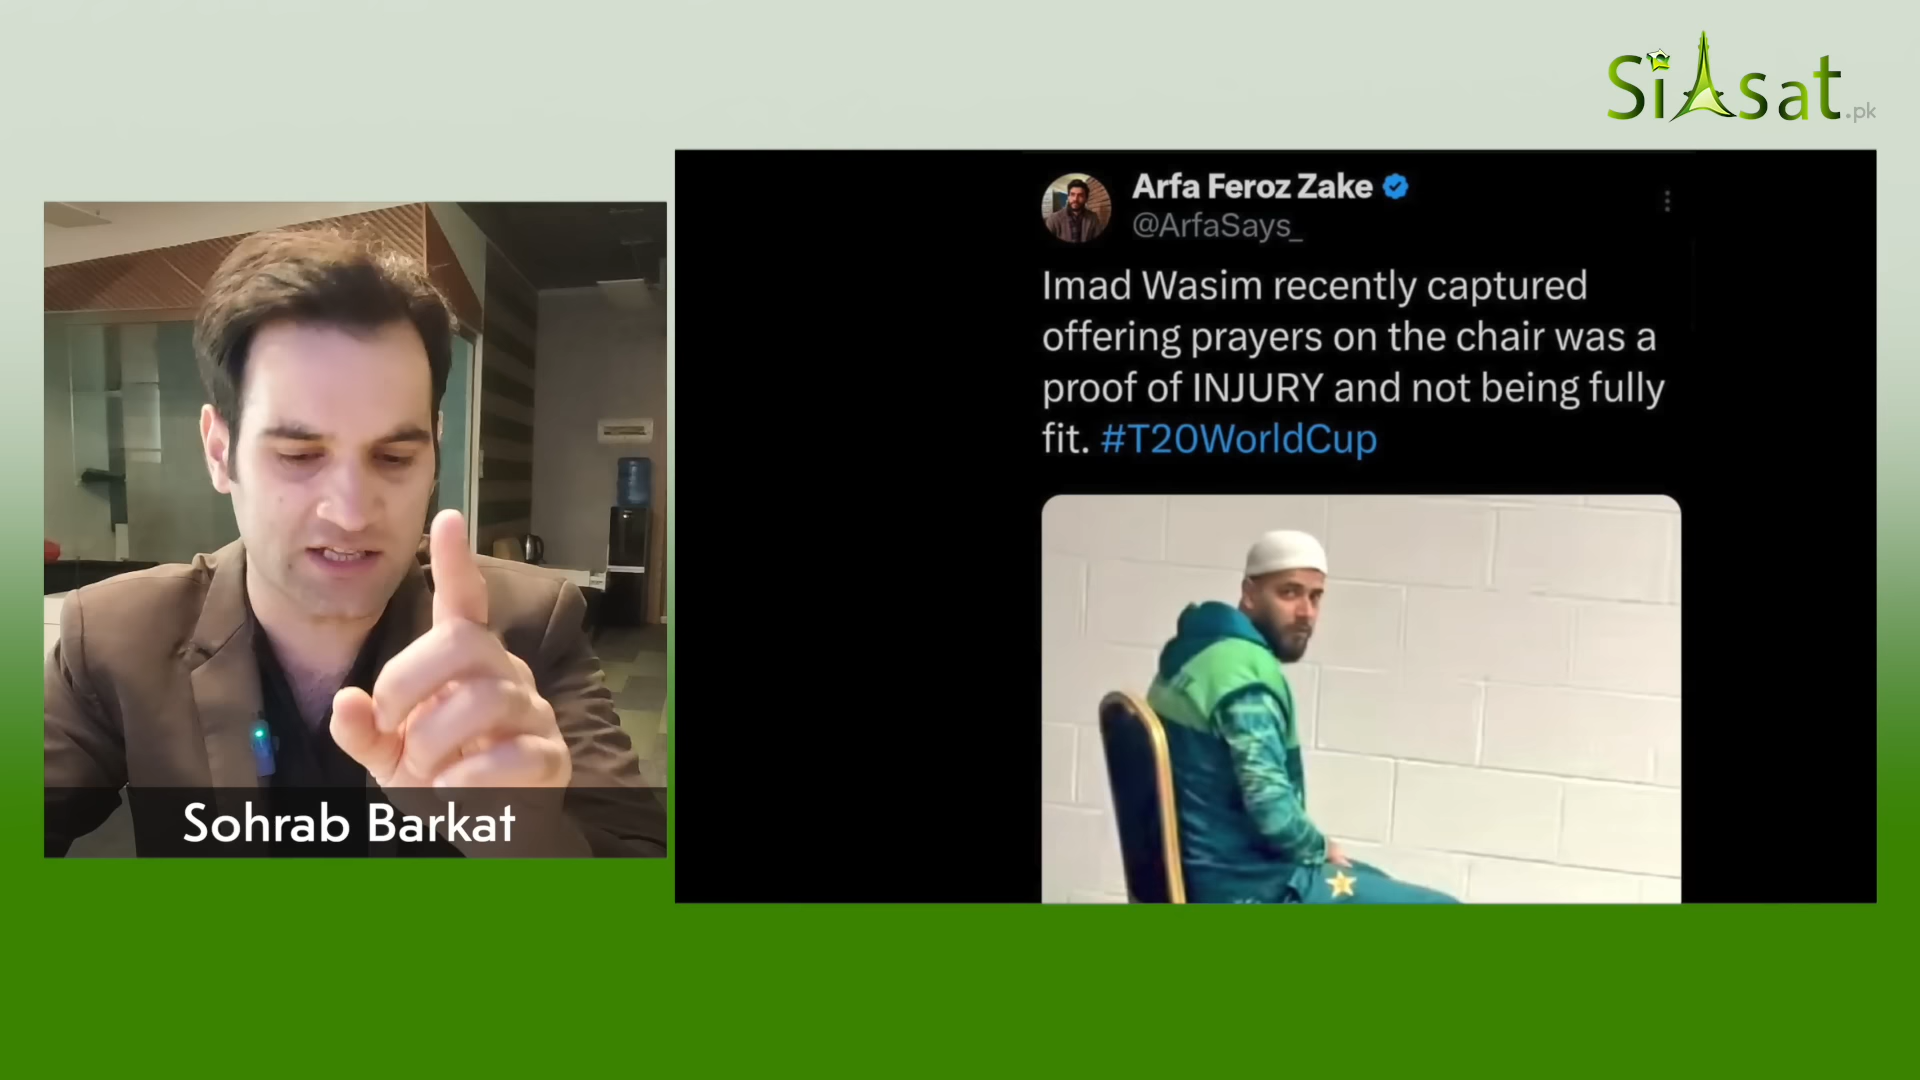 SiAsat.pk
Arfa Feroz Zake
@ArfaSays_
Imad Wasim recently captured
offering prayers on the chair was a
proof of INJURY and not being fully
fit. #T20WorldCup
Sohrab Barkat